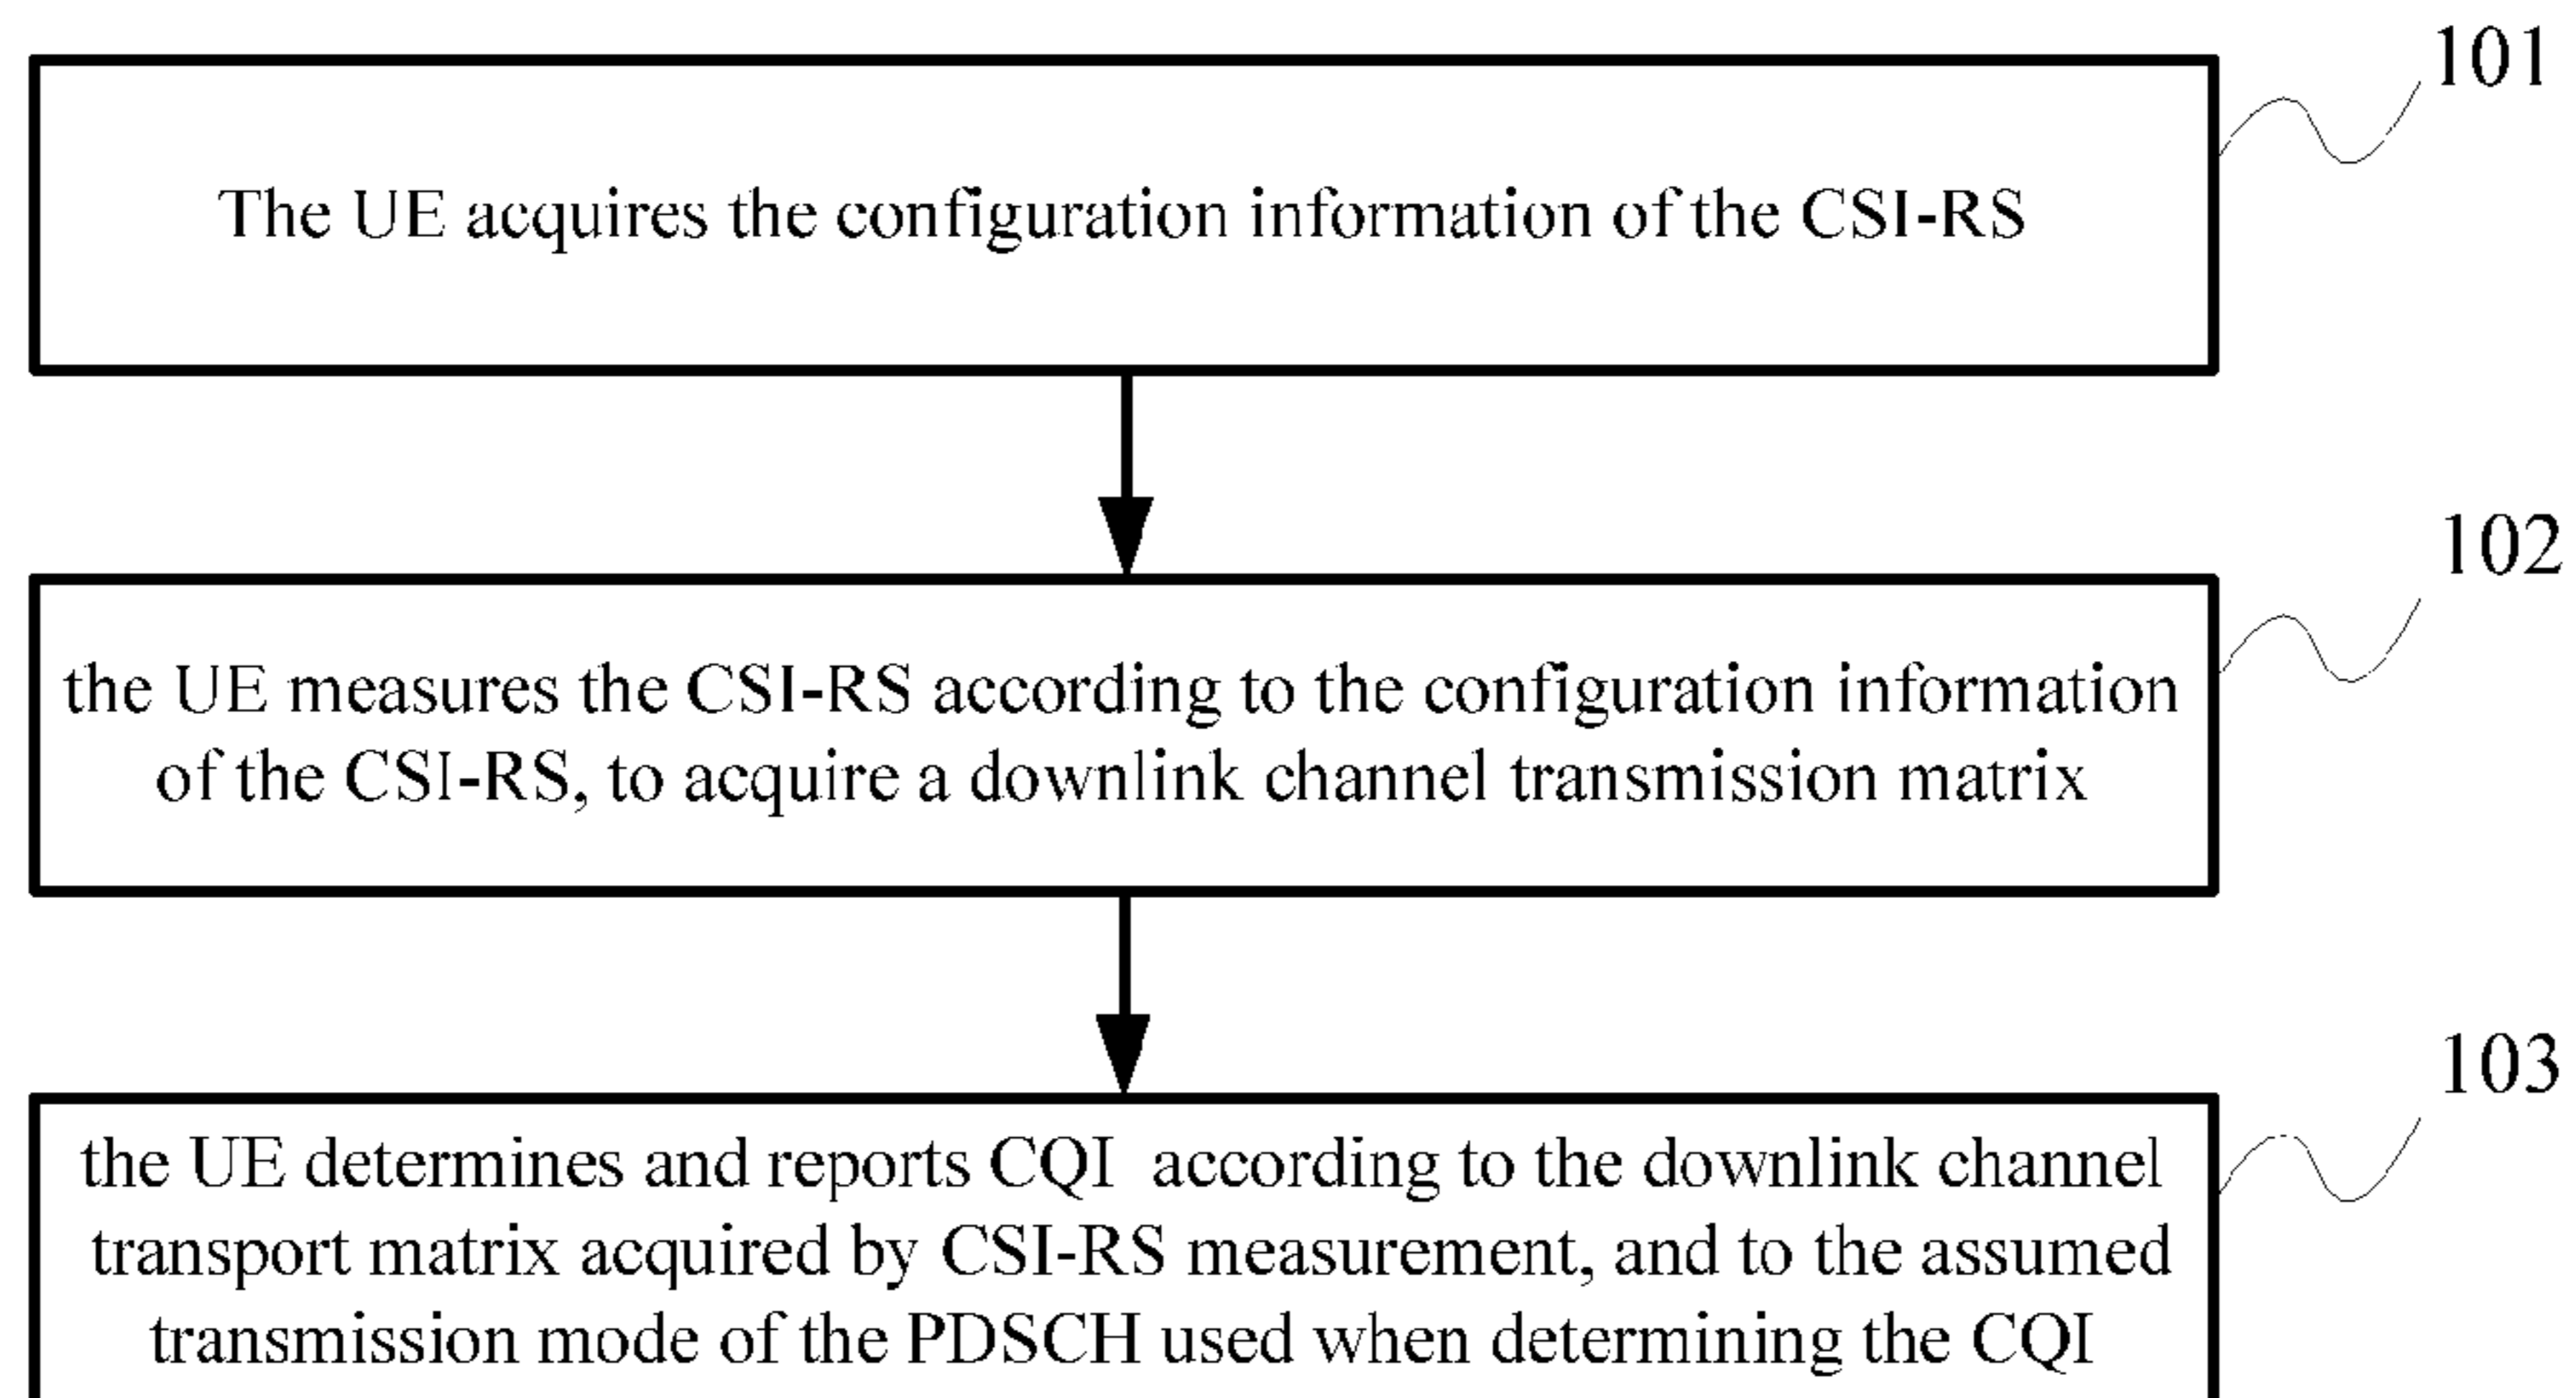 101
The UE acquires the configuration information of the CSI-RS
102
the UE measures the CSI-RS according to the configuration information
of the CSI-RS, to acquire a downlink channel transmission matrix
103
the UE determines and reports CQI according to the downlink channel
transport matrix acquired by CSI-RS measurement, and to the assumed
transmission mode of the PDSCH used when determining the CQI